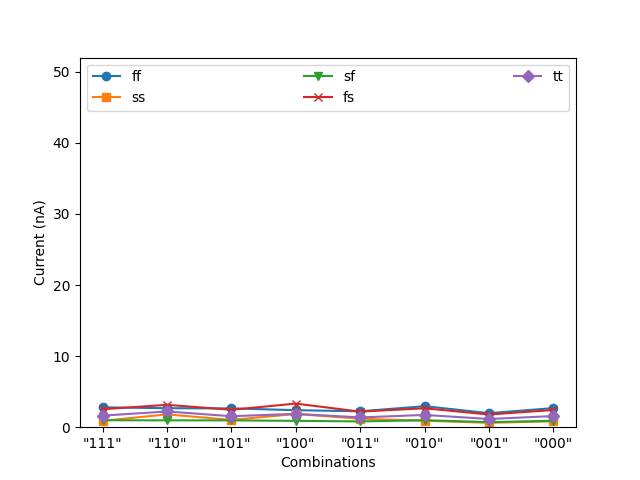 50
40
30
20
10
0
Current (nA)
ff
ss
sf
fs
tt
"111" "110" "101" "100" "011" "010" "001" "000"
Combinations